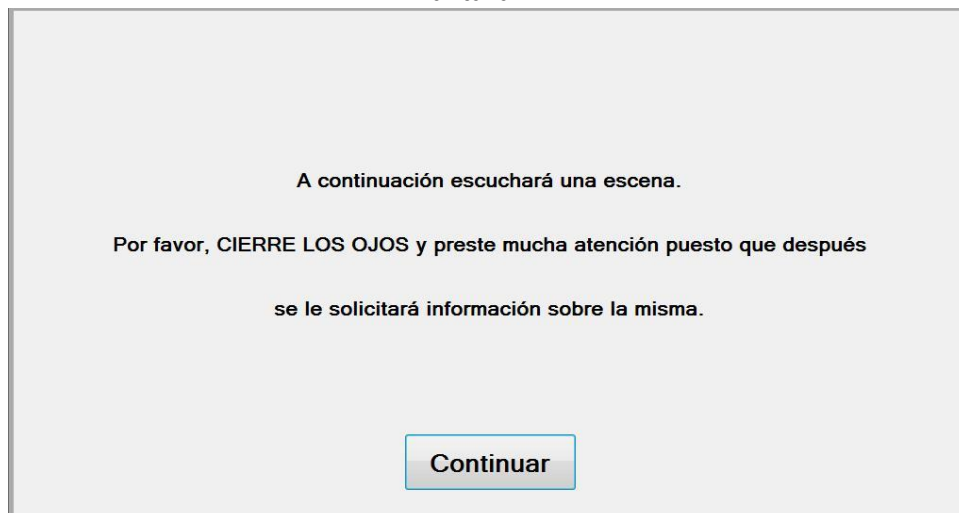 A continuación escuchará una escena.
Por favor, CIERRE LOS OJOS y preste mucha atención puesto que después
se le solicitará información sobre la misma.
Continuar